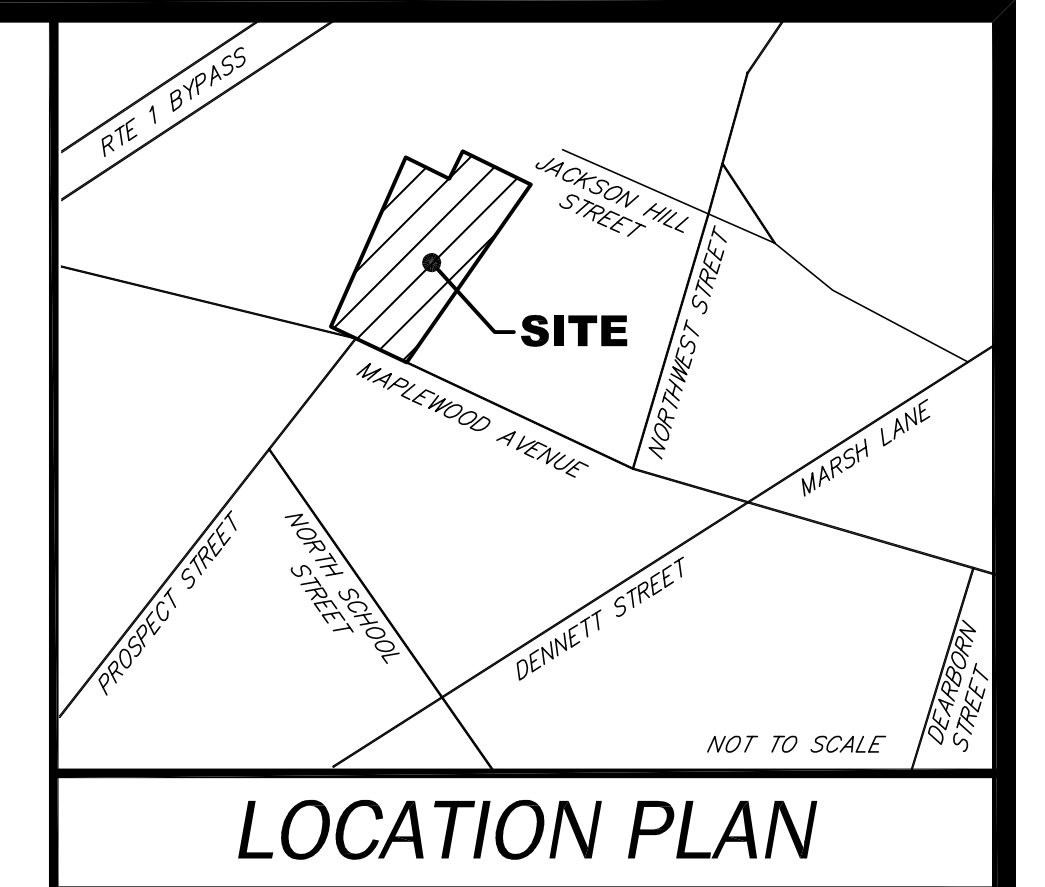 RTE 1 BYPASS
JACKSON HILL
STREET
SITE
NORTHWEST STREET
MAPLEWOOD AVENUE
MARSH LANE
PROSPECT STREET
NORTH SCHOOL
STREET
DENNETT STREET
DEARBORN
STREET
NOT TO SCALE
LOCATION PLAN